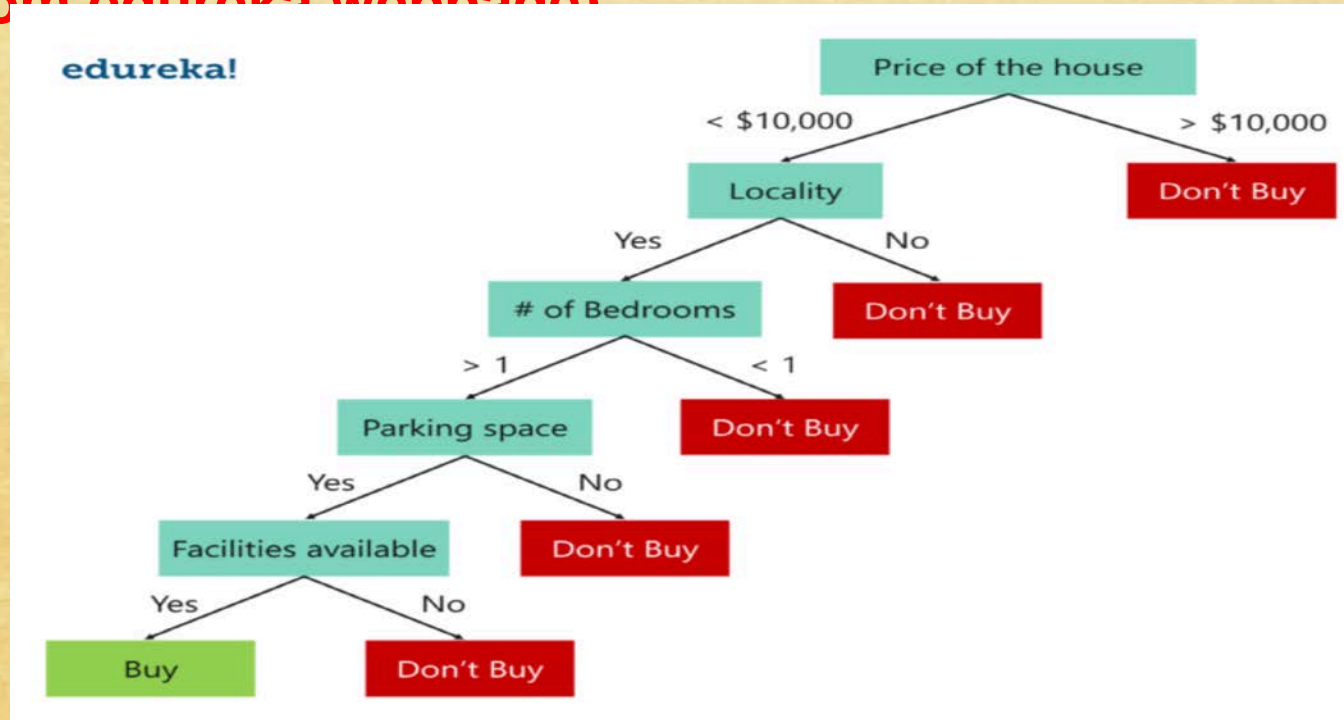 edureka!
Price of the house
< $10,000
> $10,000
Locality
Don't Buy
Yes
No
# of Bedrooms
Don't Buy
> 1
< 1
Parking space
Don't Buy
Yes
No
Facilities available
Don't Buy
Yes
No
Buy
Don't Buy